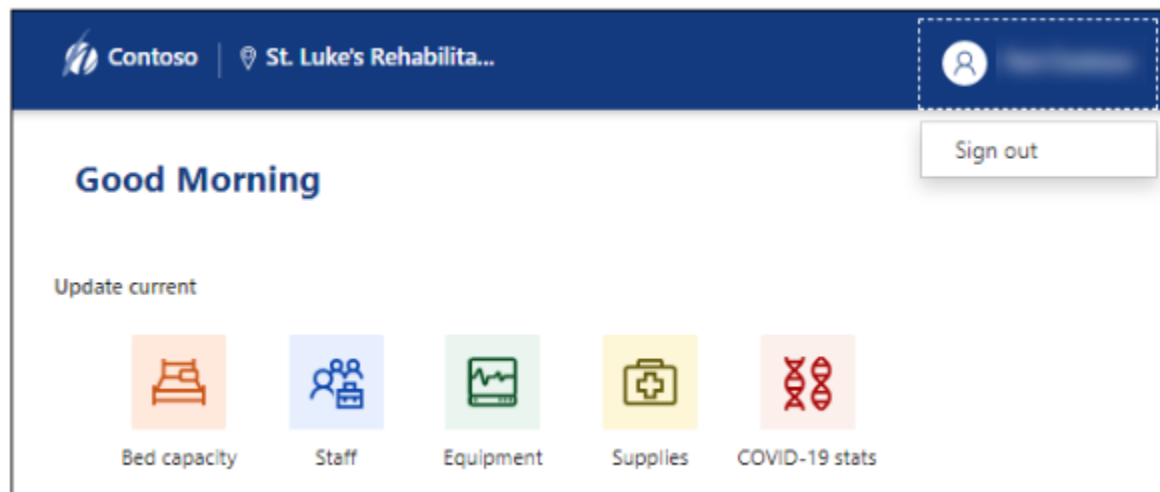 Contoso
St. Luke's Rehabilita...
Sign out
Good Morning
Update current
Bed capacity
Staff
Equipment
Supplies
COVID-19 stats